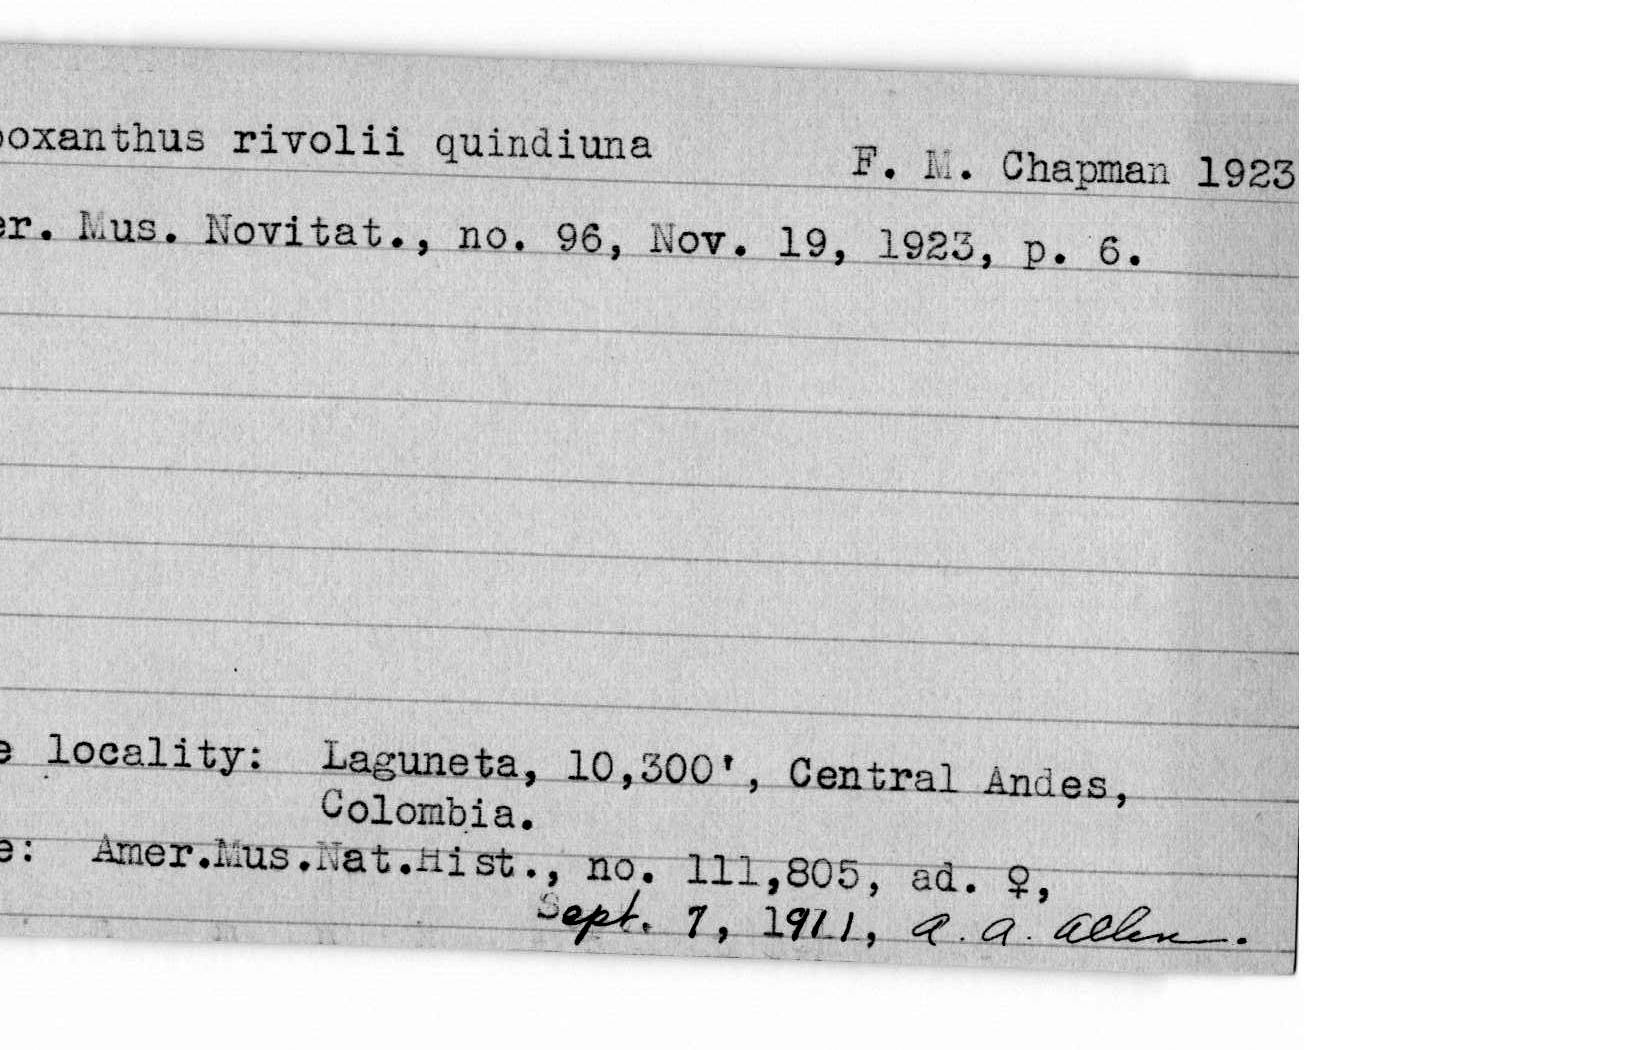 oxanthus rivolii quindiuna F. M. Chapman 1923
er. Mus. Novitat., no. 96, Nov. 19, 1923, p. 6.
e locality: Laguneta, 10,300', Central Andes,
Colombia.
e: Amer.Mus.Nat.Hist., no. 111,805, ad. ♀,
Sept. 7, 1911, a. a. allen.